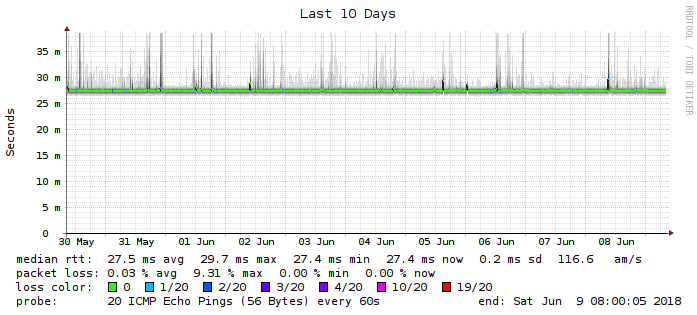 Last 10 Days
RRDTOOL / TOBI OETIKER
Seconds
35 m
30 m
25 m
20 m
15 m
10 m
5 m
0
30 May 31 May 01 Jun 02 Jun 03 Jun 04 Jun 05 Jun 06 Jun 07 Jun 08 Jun
median rtt: 27.5 ms avg 29.7 ms max 27.4 ms min 27.4 ms now 0.2 ms sd 116.6 am/s
packet loss: 0.03 % avg 9.31 % max 0.00 % min 0.00 % now
loss color: 0 1/20 2/20 3/20 4/20 10/20 19/20
probe: 20 ICMP Echo Pings (56 Bytes) every 60s end: Sat Jun 9 08:00:05 2018